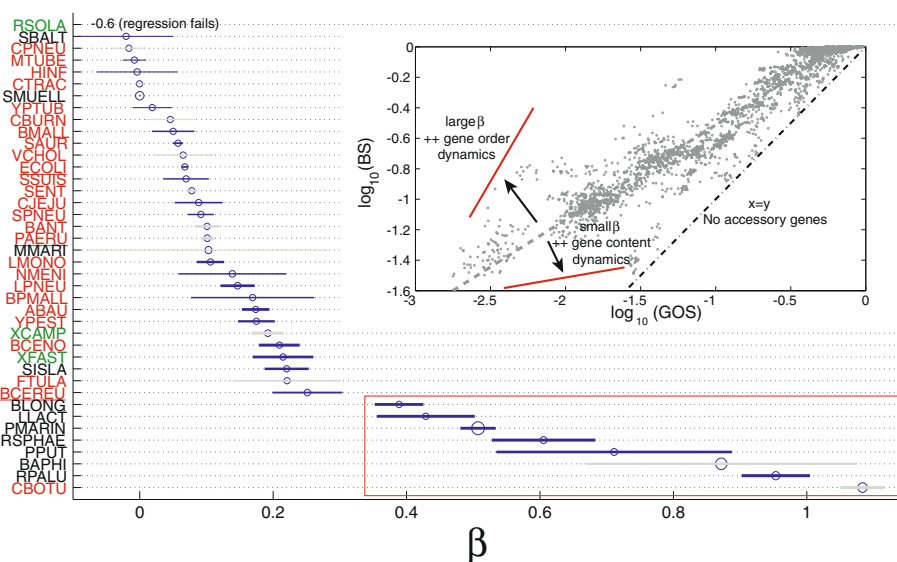 RSOLA
-0.6 (regression fails)
SBALT
CPNEU
MTUBE
HINF
CTRAC
SMUELL
YPTUB
CBURN
BMALL
SAUR
VCHOL
ECOLI
SSUIS
SENT
CJEJU
SPNEU
BANT
PAERU
MMARI
LMONO
NMENI
LPNEU
BPMALL
ABAU
YPEST
XCAMP
BCENO
XFAST
SISLA
FTULA
BCEREU
BLONG
LLACT
PMARIN
RSPHAE
PPUT
BAPHI
RPALU
CBOTU
0 0.2 0.4 0.6 0.8 1
β
0
-0.2
-0.4
-0.6
-0.8
-1
-1.2
-1.4
-1.6
log10 (BS)
-3 -2.5 -2 -1.5 -1 -0.5 0
log10 (GOS)
large β
++ gene order
dynamics
small β
++ gene content
dynamics
x=y
No accessory genes